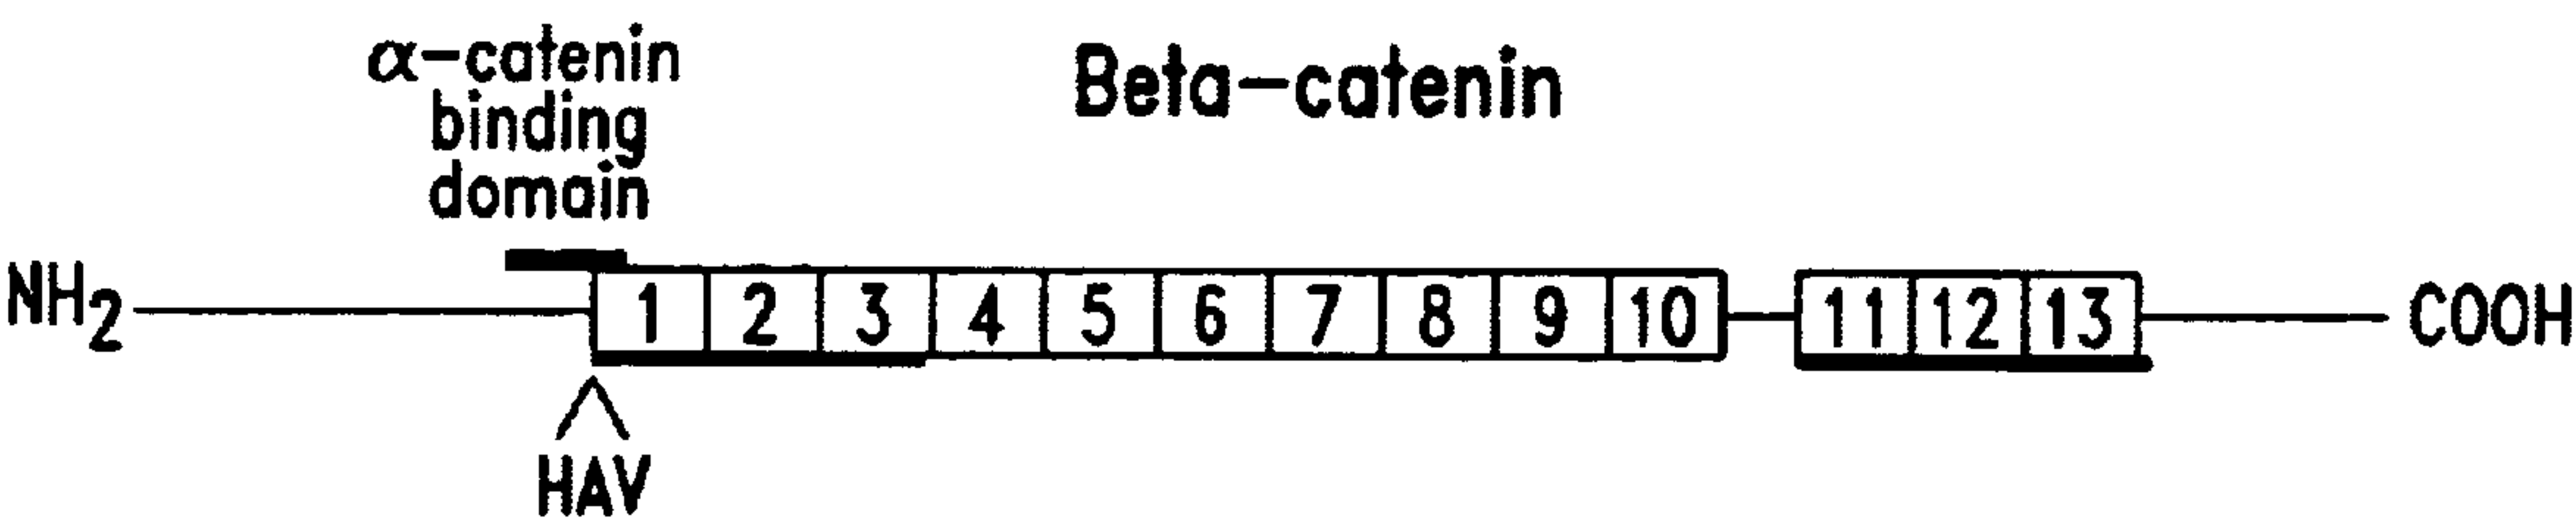 α-catenin
binding
domain
Beta-catenin
NH2 1 2 3 4 5 6 7 8 9 10 11 12 13 COOH
HAV